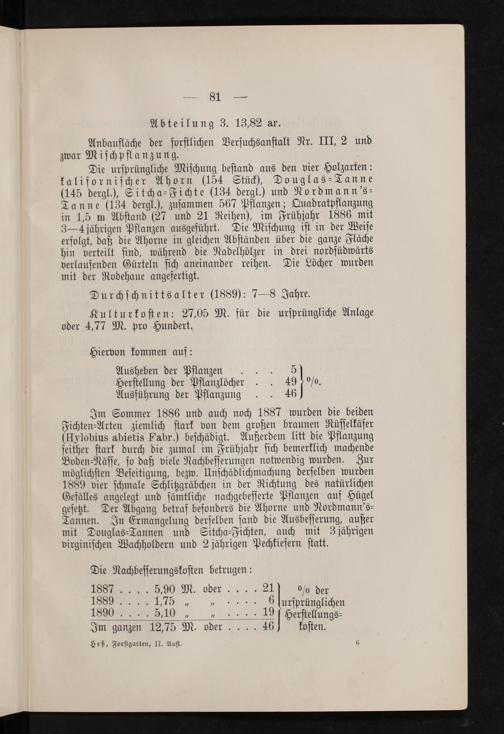 — 81 —
Abteilung 3. 13,82 ar.
Anbaufläche der forstlichen Versuchsanstalt Nr. III, 2 und
zwar Mischpflanzung.
Die ursprüngliche Mischung bestand aus den vier Holzarten:
kalifornischer Ahorn (154 Stück), Douglas-Tanne
(145 dergl.), Sitcha-Fichte (134 dergl.) und Nordmann's-
Tanne (134 dergl.), zusammen 567 Pflanzen; Quadratpflanzung
in 1,5 m Abstand (27 und 21 Reihen), im Frühjahr 1886 mit
3—4 jährigen Pflanzen ausgeführt. Die Mischung ist in der Weise
erfolgt, daß die Ahorne in gleichen Abständen über die ganze Fläche
hin verteilt sind, während die Nadelhölzer in drei nordsüdwärts
verlaufenden Gürteln sich aneinander reihen. Die Löcher wurden
mit der Rodehaue angefertigt.
Durchschnittsalter (1889): 7—8 Jahre.
Kulturkosten: 27,05 M. für die ursprüngliche Anlage
oder 4,77 M. pro Hundert.
Hiervon kommen auf:
Ausheben der Pflanzen . . . 5
Herstellung der Pflanzlöcher . . 49 %.
Ausführung der Pflanzung . . 46
Im Sommer 1886 und auch noch 1887 wurden die beiden
Fichten-Arten ziemlich stark von dem großen braunen Rüsselkäfer
(Hylobius abietis Fabr.) beschädigt. Außerdem litt die Pflanzung
seither stark durch die zumal im Frühjahr sich bemerklich machende
Boden-Nässe, so daß viele Nachbesserungen notwendig wurden. Zur
möglichsten Beseitigung, bezw. Unschädlichmachung derselben wurden
1889 vier schmale Schlitzgräbchen in der Richtung des natürlichen
Gefälles angelegt und sämtliche nachgebesserte Pflanzen auf Hügel
gesetzt. Der Abgang betraf besonders die Ahorne und Nordmann's-
Tannen. In Ermangelung derselben fand die Ausbesserung, außer
mit Douglas-Tannen und Sitcha-Fichten, auch mit 3 jährigen
virginischen Wachholdern und 2 jährigen Pechkiefern statt.
Die Nachbesserungskosten betrugen:
1887 . . . . 5,90 M. oder . . . . 21 % der
1889 . . . . 1,75 „ „ . . . . 6 ursprünglichen
1890 . . . . 5,10 „ „ . . . . 19 Herstellungs-
Im ganzen 12,75 M. oder . . . . 46 kosten.
Heß, Forstgarten, II. Aufl. 6